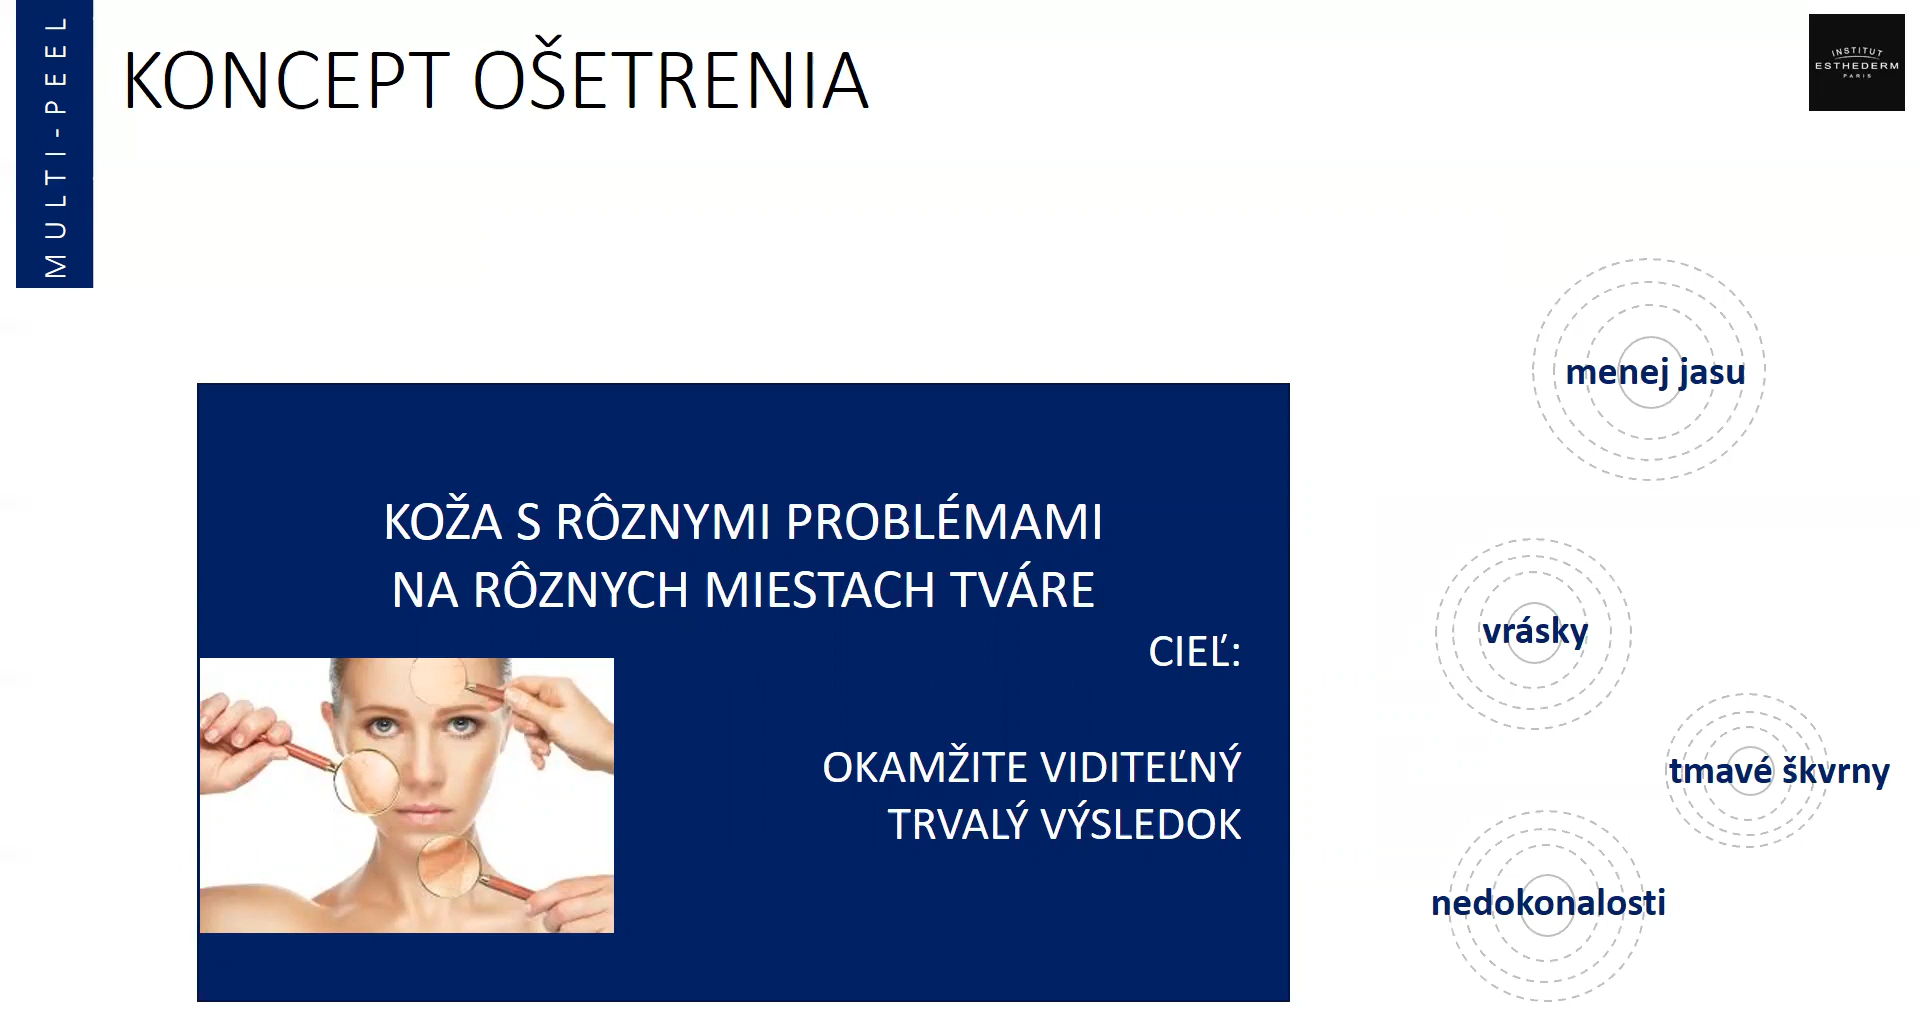 MULTI-PEEL
KONCEPT OŠETRENIA
INSTITUT
ESTHEDERM
PARIS
KOŽA S RÔZNYMI PROBLÉMAMI
NA RÔZNYCH MIESTACH TVÁRE
CIEĽ:
OKAMŽITE VIDITEĽNÝ
TRVALÝ VÝSLEDOK
menej jasu
vrásky
tmavé škvrny
nedokonalosti